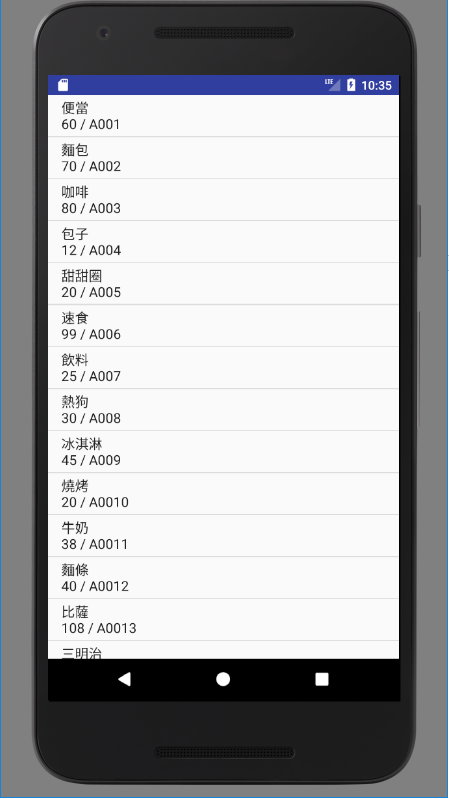 LTE 10:35
便當
60 / A001
麵包
70 / A002
咖啡
80 / A003
包子
12 / A004
甜甜圈
20 / A005
速食
99 / A006
飲料
25 / A007
熱狗
30 / A008
冰淇淋
45 / A009
燒烤
20 / A0010
牛奶
38 / A0011
麵條
40 / A0012
比薩
108 / A0013
三明治